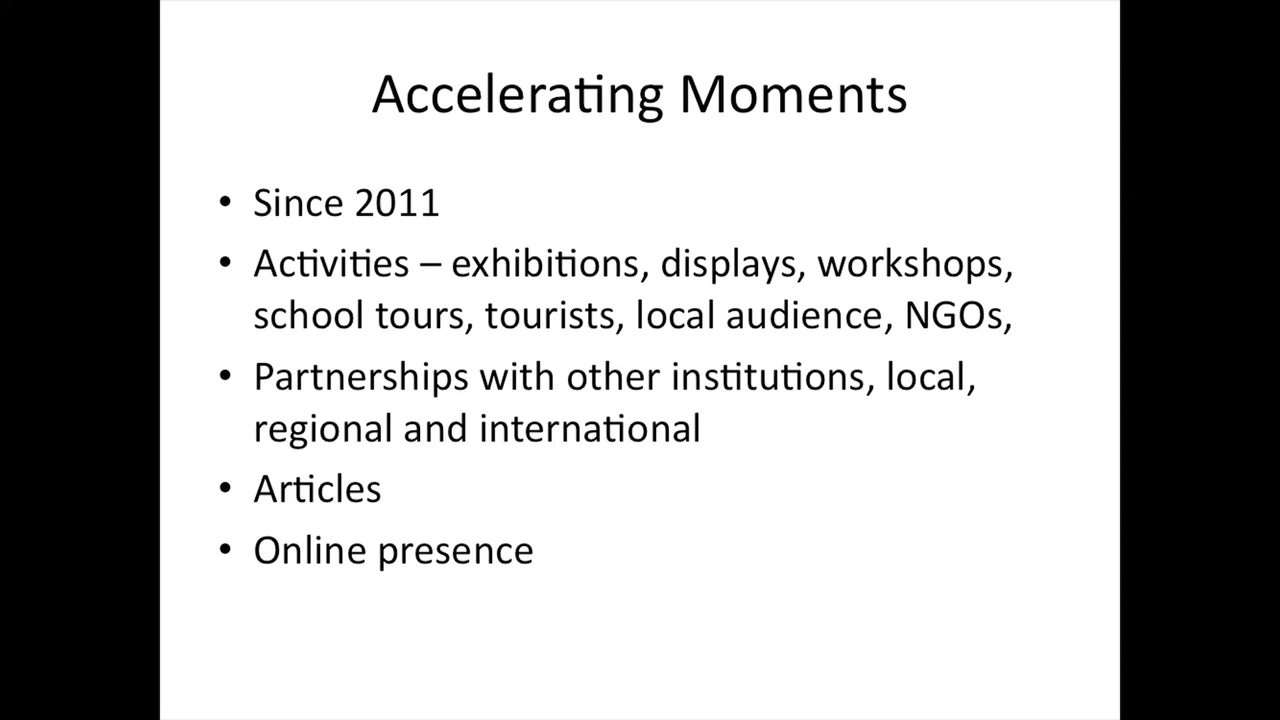 Accelerating Moments
• Since 2011
• Activities – exhibitions, displays, workshops,
school tours, tourists, local audience, NGOs,
• Partnerships with other institutions, local,
regional and international
• Articles
• Online presence